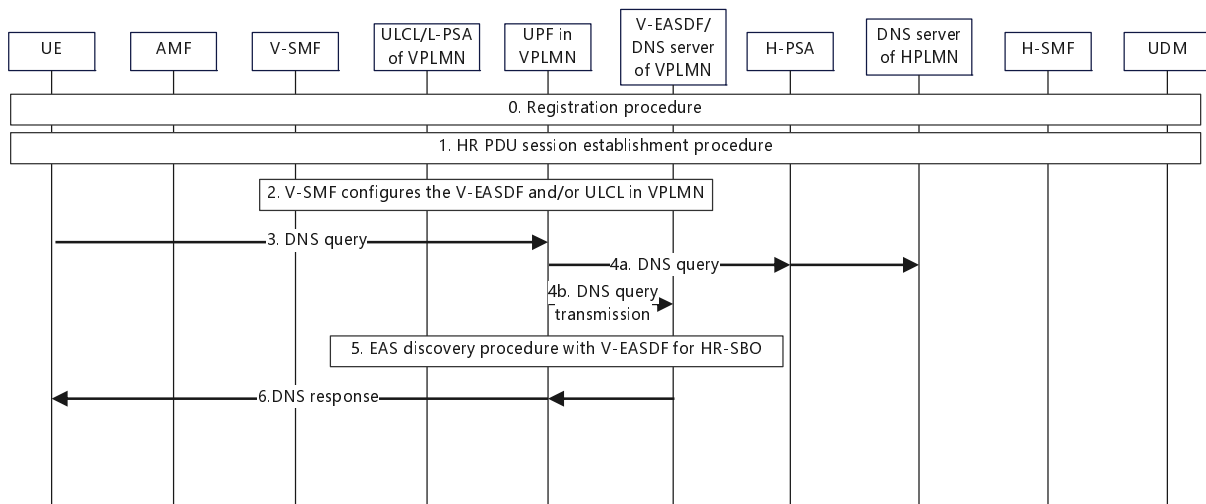 UE
AMF
V-SMF
ULCL/L-PSA
of VPLMN
UPF in
VPLMN
V-EASDF/
DNS server
of VPLMN
H-PSA
DNS server
of HPLMN
H-SMF
UDM
0. Registration procedure
1. HR PDU session establishment procedure
2. V-SMF configures the V-EASDF and/or ULCL in VPLMN
3. DNS query
4a. DNS query
4b. DNS query
transmission
5. EAS discovery procedure with V-EASDF for HR-SBO
6.DNS response